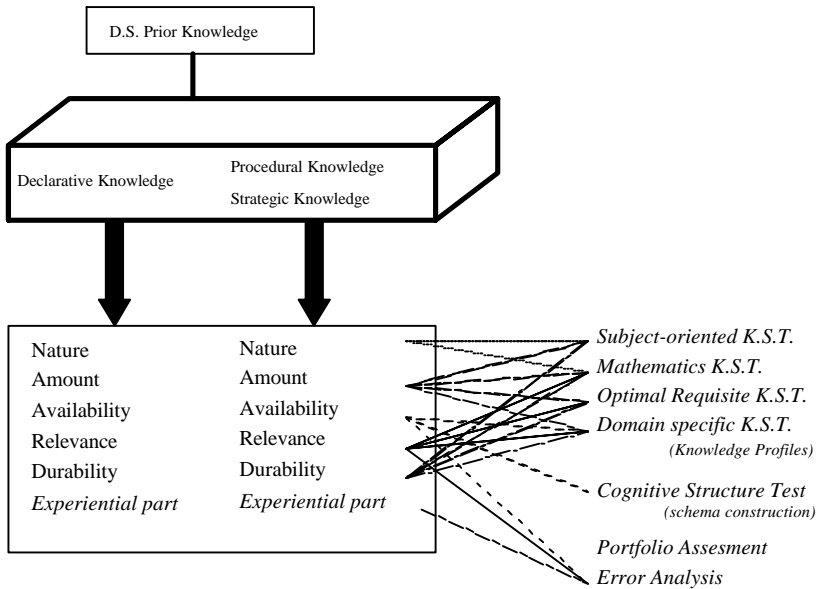 D.S. Prior Knowledge
Declarative Knowledge
Procedural Knowledge
Strategic Knowledge
Nature
Amount
Availability
Relevance
Durability
Experiential part
Nature
Amount
Availability
Relevance
Durability
Experiential part
Subject-oriented K.S.T.
Mathematics K.S.T.
Optimal Requisite K.S.T.
Domain specific K.S.T.
(Knowledge Profiles)
Cognitive Structure Test
(schema construction)
Portfolio Assesment
Error Analysis